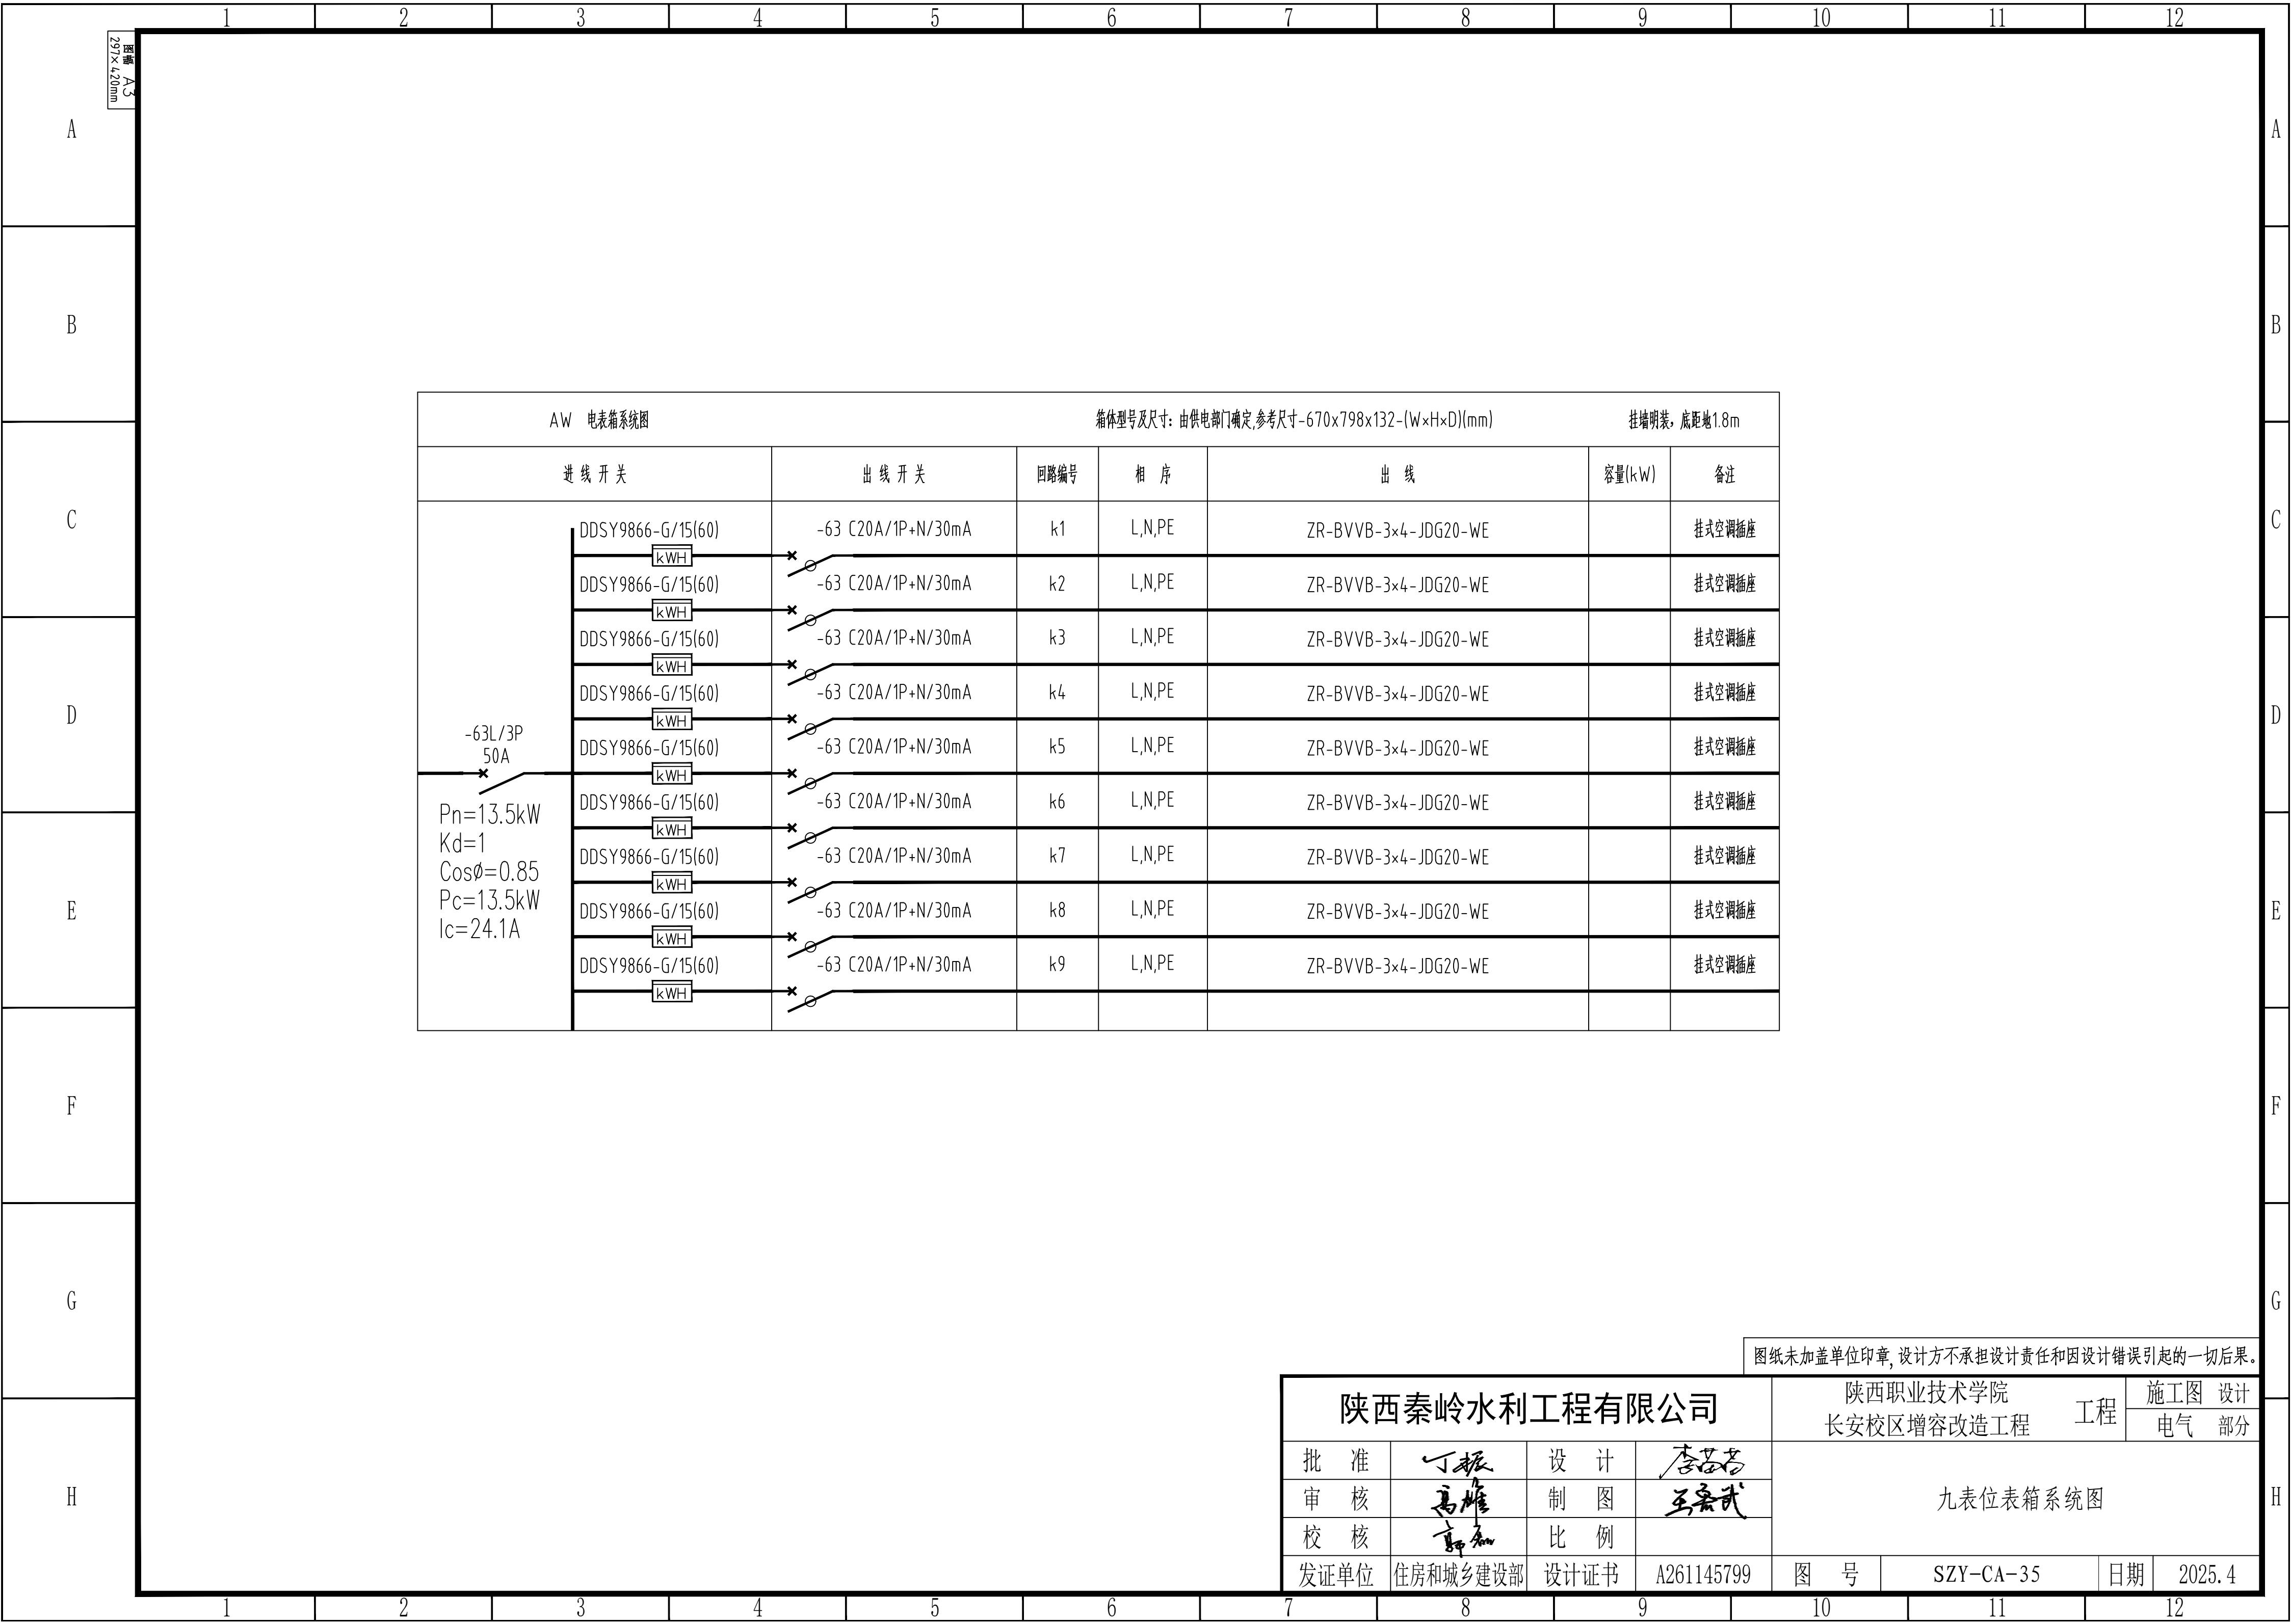 1 2 3 4 5 6 7 8 9 10 11 12
图幅 A3
297×420mm
A A
B B
AW 电表箱系统图 箱体型号及尺寸: 由供电部门确定,参考尺寸-670x798x132-(W×H×D)(mm) 挂墙明装, 底距地1.8m
进线开关 出线开关 回路编号 相序 出线 容量(kW) 备注
C C
DDSY9866-G/15(60) -63 C20A/1P+N/30mA k1 L,N,PE ZR-BVVB-3×4-JDG20-WE 挂式空调插座
kWH
DDSY9866-G/15(60) -63 C20A/1P+N/30mA k2 L,N,PE ZR-BVVB-3×4-JDG20-WE 挂式空调插座
kWH
DDSY9866-G/15(60) -63 C20A/1P+N/30mA k3 L,N,PE ZR-BVVB-3×4-JDG20-WE 挂式空调插座
kWH
DDSY9866-G/15(60) -63 C20A/1P+N/30mA k4 L,N,PE ZR-BVVB-3×4-JDG20-WE 挂式空调插座
kWH
D D
DDSY9866-G/15(60) -63 C20A/1P+N/30mA k5 L,N,PE ZR-BVVB-3×4-JDG20-WE 挂式空调插座
kWH
-63L/3P
50A
DDSY9866-G/15(60) -63 C20A/1P+N/30mA k6 L,N,PE ZR-BVVB-3×4-JDG20-WE 挂式空调插座
kWH
DDSY9866-G/15(60) -63 C20A/1P+N/30mA k7 L,N,PE ZR-BVVB-3×4-JDG20-WE 挂式空调插座
kWH
DDSY9866-G/15(60) -63 C20A/1P+N/30mA k8 L,N,PE ZR-BVVB-3×4-JDG20-WE 挂式空调插座
kWH
DDSY9866-G/15(60) -63 C20A/1P+N/30mA k9 L,N,PE ZR-BVVB-3×4-JDG20-WE 挂式空调插座
kWH
Pn=13.5kW
Kd=1
Cosø=0.85
Pc=13.5kW
Ic=24.1A
E E
F F
G G
H H
图纸未加盖单位印章,设计方不承担设计责任和因设计错误引起的一切后果。
陕西秦岭水利工程有限公司
陕西职业技术学院
长安校区增容改造工程 工程
施工图 设计
电气 部分
批准 丁振 设计
审核 高雄 制图
校核 郭磊 比例
九表位表箱系统图
发证单位 住房和城乡建设部 设计证书 A261145799 图号 SZY-CA-35 日期 2025.4
1 2 3 4 5 6 7 8 9 10 11 12